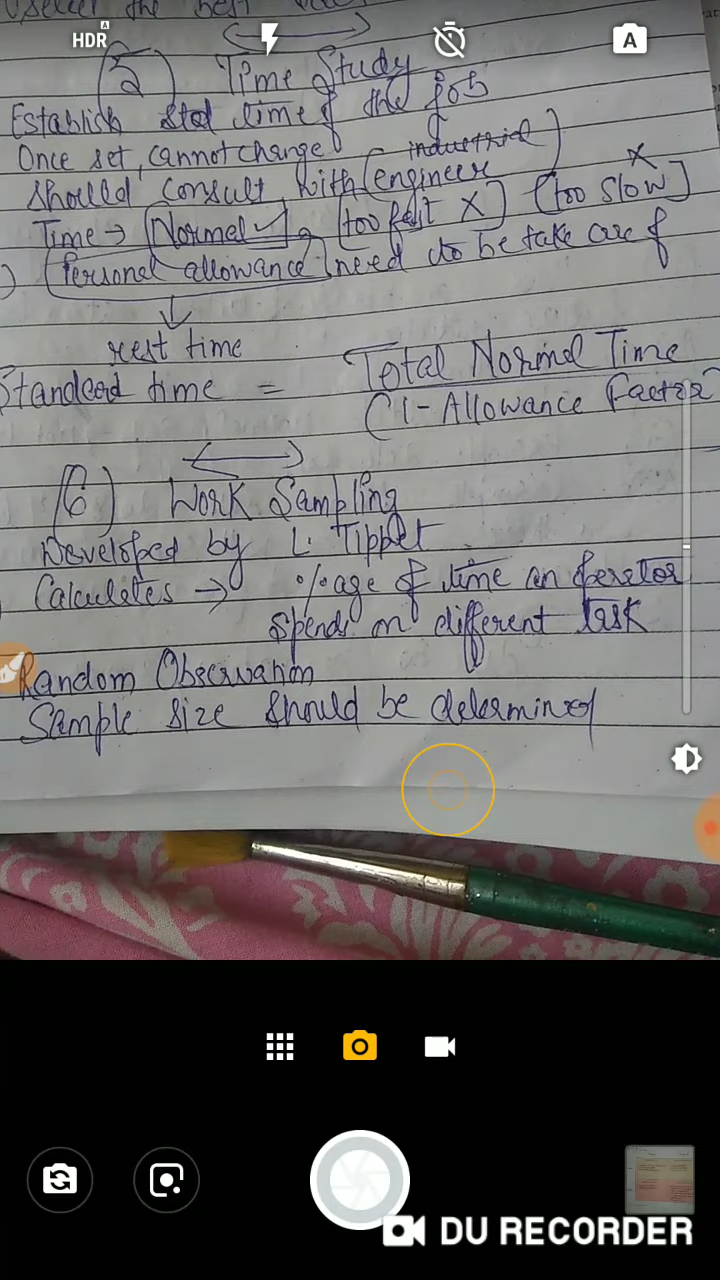 select the best
HDR A
A
(5) Time Study
Establish std time of the job
Once set, cannot change
should consult with (industrial engineer)
Time → Normal ✓, (too fast X) (too slow) X
Personal allowance need to be take care of
rest time
Standard time = Total Normal Time
(1 - Allowance Factor
(6) Work Sampling
Developed by L. Tippet
Calculates → %age of time an operator
spends on different task
Random Observation
Sample size should be determined
DU RECORDER